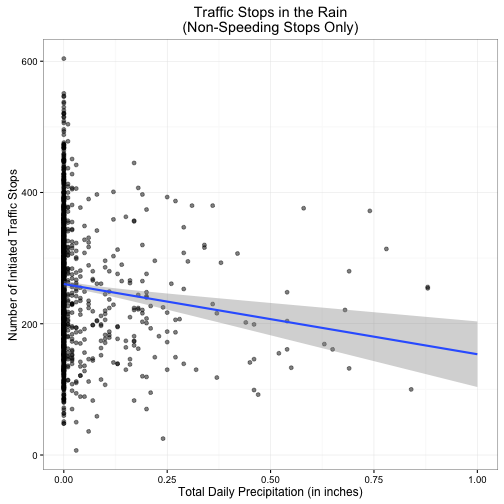 Traffic Stops in the Rain
(Non-Speeding Stops Only)
Number of Initiated Traffic Stops
600
400
200
0
0.00
0.25
0.50
0.75
1.00
Total Daily Precipitation (in inches)